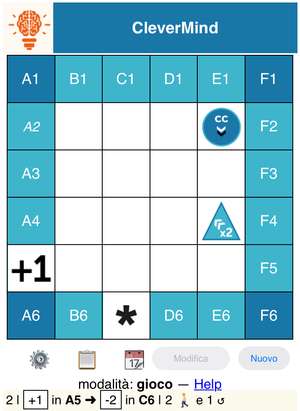 CleverMind
A1 B1 C1 D1 E1 F1
A2 CC F2
A3 F3
A4 x2 F4
+1 F5
A6 B6 * D6 E6 F6
17 Modifica Nuovo
modalità: gioco — Help
2 | +1 in A5 ➜ -2 in C6 | 2 🚶 e 1 ↺